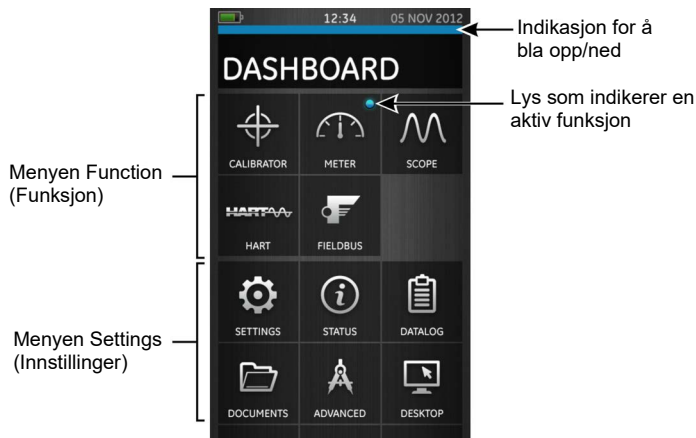 12:34 05 NOV 2012
Indikasjon for å
bla opp/ned
DASHBOARD
Lys som indikerer en
aktiv funksjon
CALIBRATOR METER SCOPE
Menyen Function
(Funksjon)
HART
HART FIELDBUS
SETTINGS STATUS DATALOG
Menyen Settings
(Innstillinger)
DOCUMENTS ADVANCED DESKTOP